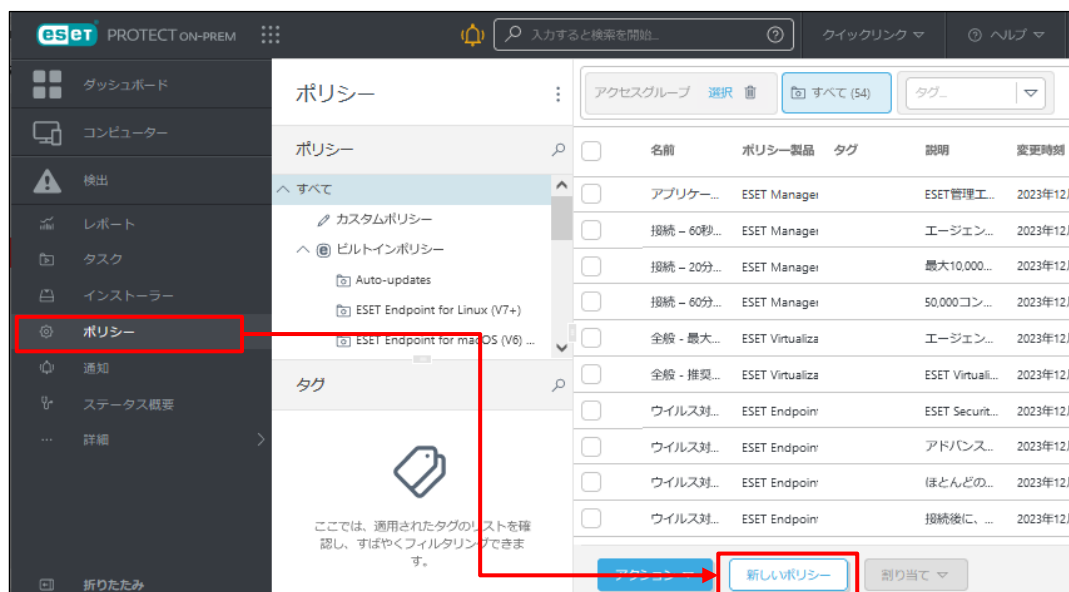 eset PROTECT ON-PREM
入力すると検索を開始...
クイックリンク
ヘルプ
ダッシュボード
コンピューター
検出
レポート
タスク
インストーラー
ポリシー
通知
ステータス概要
詳細
折りたたみ
ポリシー
ポリシー
すべて
カスタムポリシー
ビルトインポリシー
Auto-updates
ESET Endpoint for Linux (V7+)
ESET Endpoint for macOS (V6) ...
タグ
ここでは、適用されたタグのリストを確
認し、すばやくフィルタリングできま
す。
アクセスグループ 選択 すべて (54) タグ...
名前 ポリシー製品 タグ 説明 変更時刻
アプリケー... ESET Manager ESET管理エ... 2023年12月
接続 – 60秒... ESET Manager エージェン... 2023年12月
接続 – 20分... ESET Manager 最大10,000... 2023年12月
接続 – 60分... ESET Manager 50,000コン... 2023年12月
全般 - 最大... ESET Virtualiza エージェン... 2023年12月
全般 - 推奨... ESET Virtualiza ESET Virtuali... 2023年12月
ウイルス対... ESET Endpoin ESET Securit... 2023年12月
ウイルス対... ESET Endpoin アドバンス... 2023年12月
ウイルス対... ESET Endpoin ほとんどの... 2023年12月
ウイルス対... ESET Endpoin 接続後に、... 2023年12月
アクション 新しいポリシー 割り当て